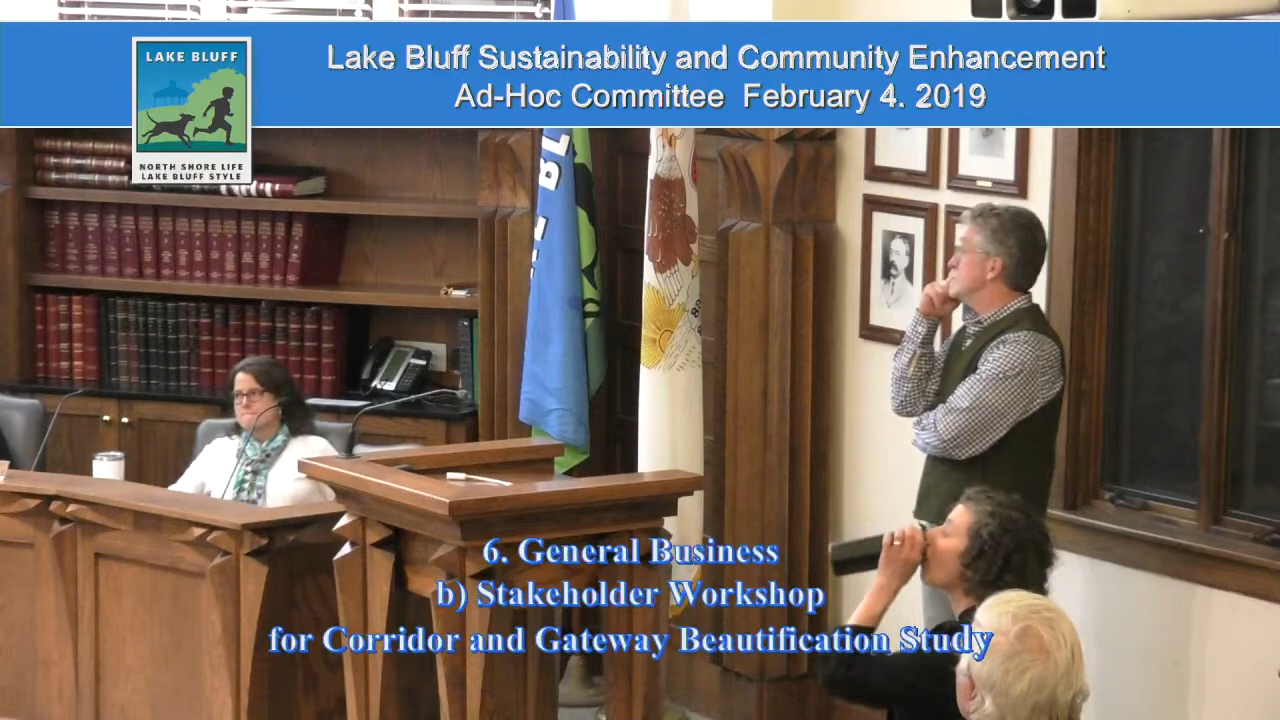 Lake Bluff Sustainability and Community Enhancement
Ad-Hoc Committee  February 4. 2019
LAKE BLUFF
NORTH SHORE LIFE
LAKE BLUFF STYLE
6. General Business
b) Stakeholder Workshop
for Corridor and Gateway Beautification Study